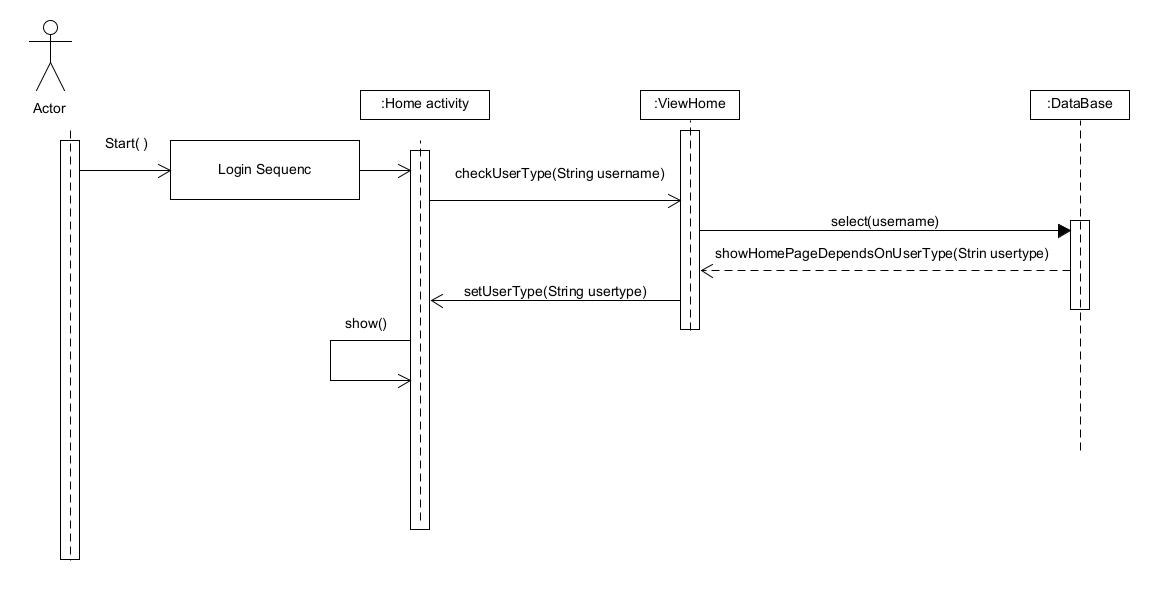 Actor
:Home activity
:ViewHome
:DataBase
Start( )
Login Sequenc
checkUserType(String username)
select(username)
showHomePageDependsOnUserType(Strin usertype)
setUserType(String usertype)
show()